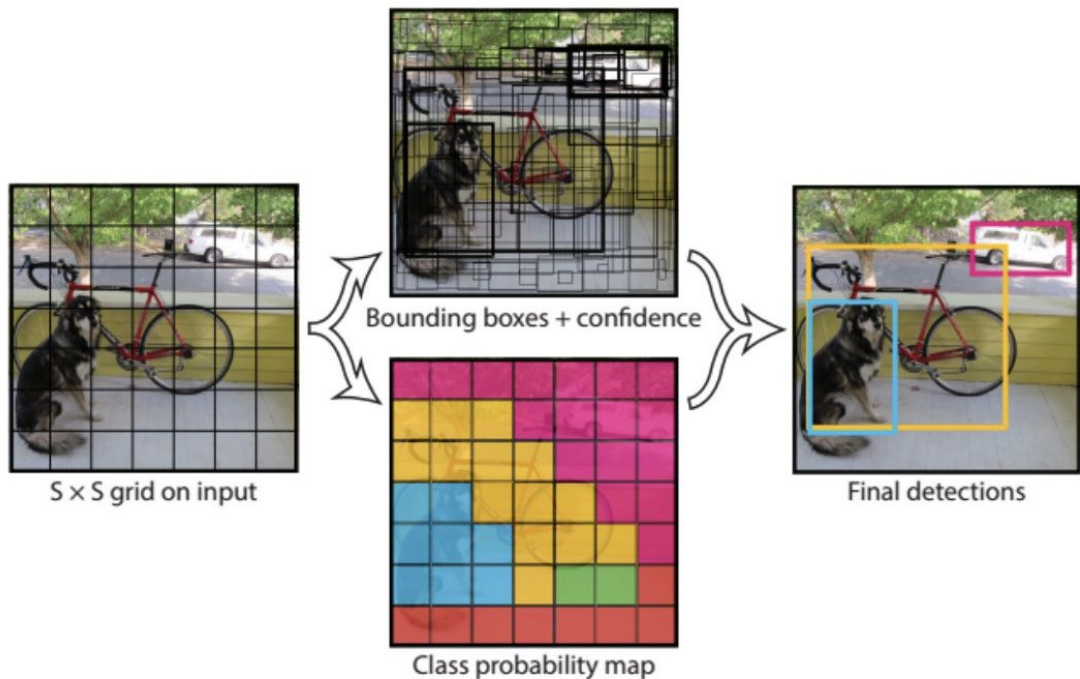 Bounding boxes + confidence
S × S grid on input
Final detections
Class probability map